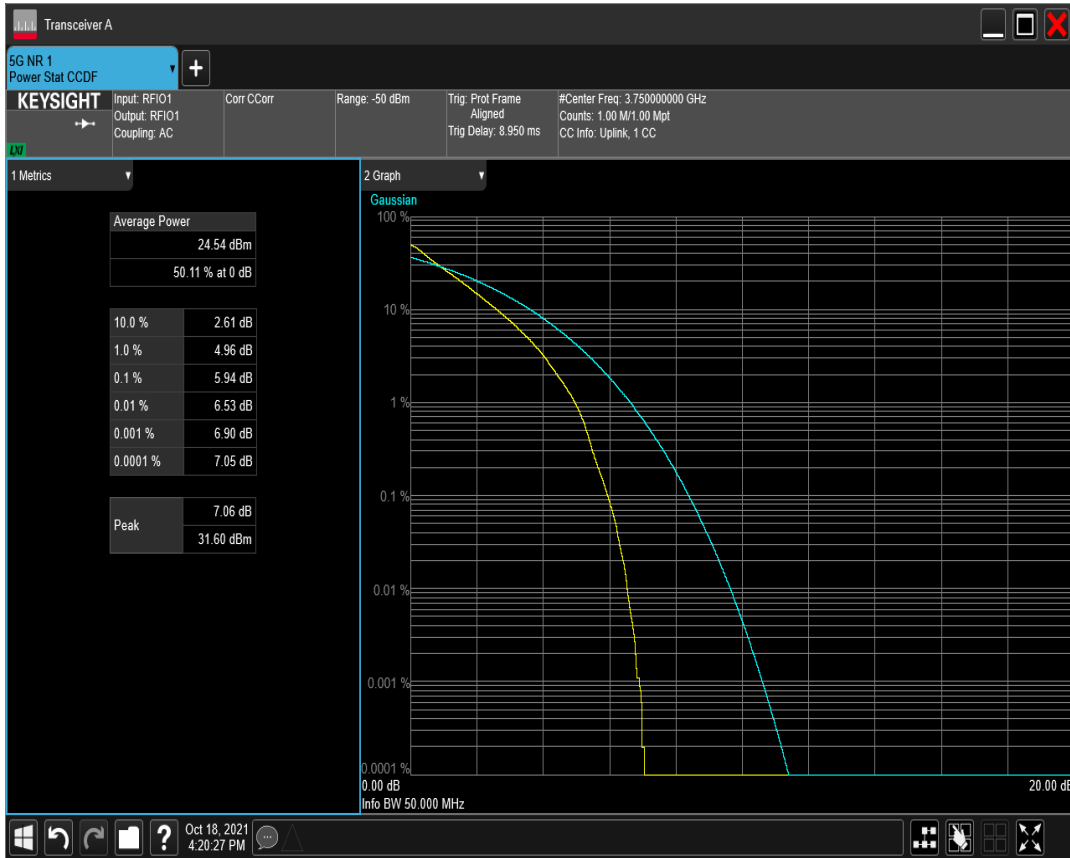 Transceiver A
5G NR 1
Power Stat CCDF
KEYSIGHT
LXI
Input: RFIO1
Output: RFIO1
Coupling: AC
Corr CCorr
Range: -50 dBm
Trig: Prot Frame
Aligned
Trig Delay: 8.950 ms
#Center Freq: 3.750000000 GHz
Counts: 1.00 M/1.00 Mpt
CC Info: Uplink, 1 CC
1 Metrics
Average Power
24.54 dBm
50.11 % at 0 dB
10.0 % 2.61 dB
1.0 % 4.96 dB
0.1 % 5.94 dB
0.01 % 6.53 dB
0.001 % 6.90 dB
0.0001 % 7.05 dB
Peak 7.06 dB
31.60 dBm
2 Graph
Gaussian
100 %
10 %
1 %
0.1 %
0.01 %
0.001 %
0.0001 %
0.00 dB 20.00 dB
Info BW 50.000 MHz
Oct 18, 2021
4:20:27 PM